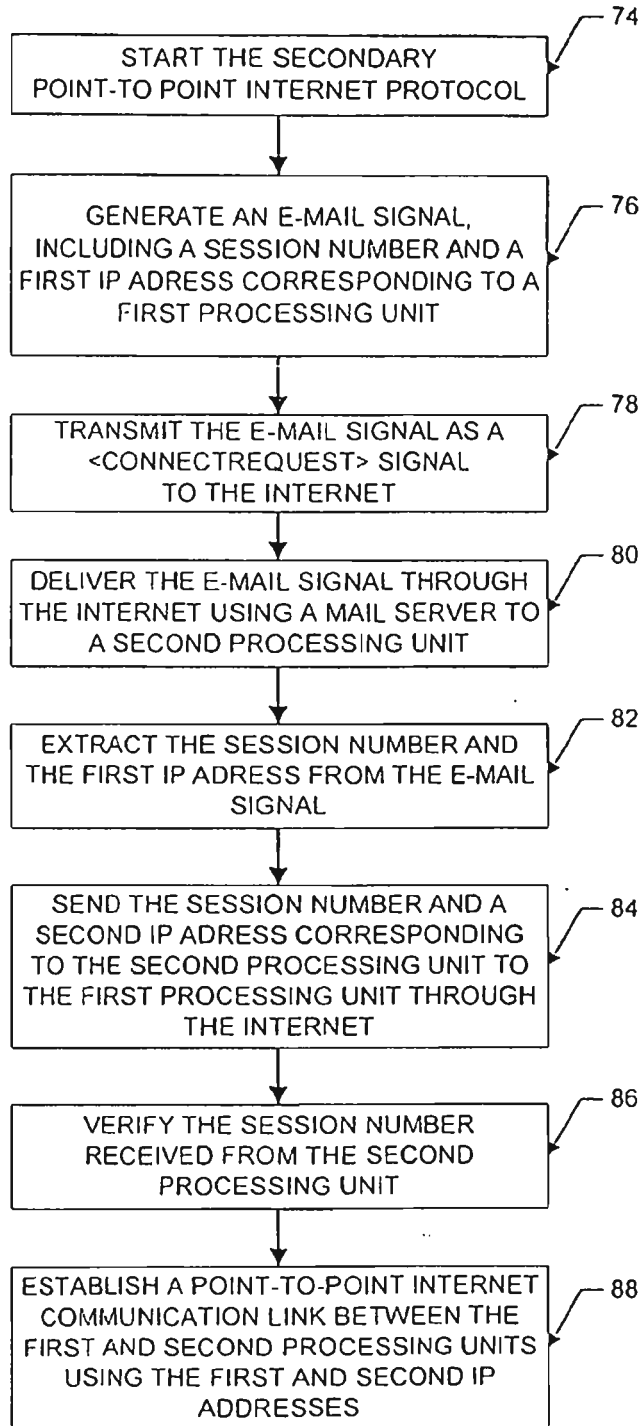 74
START THE SECONDARY
POINT-TO POINT INTERNET PROTOCOL
76
GENERATE AN E-MAIL SIGNAL,
INCLUDING A SESSION NUMBER AND A
FIRST IP ADRESS CORRESPONDING TO A
FIRST PROCESSING UNIT
78
TRANSMIT THE E-MAIL SIGNAL AS A
<CONNECTREQUEST> SIGNAL
TO THE INTERNET
80
DELIVER THE E-MAIL SIGNAL THROUGH
THE INTERNET USING A MAIL SERVER TO
A SECOND PROCESSING UNIT
82
EXTRACT THE SESSION NUMBER AND
THE FIRST IP ADRESS FROM THE E-MAIL
SIGNAL
84
SEND THE SESSION NUMBER AND A
SECOND IP ADRESS CORRESPONDING
TO THE SECOND PROCESSING UNIT TO
THE FIRST PROCESSING UNIT THROUGH
THE INTERNET
86
VERIFY THE SESSION NUMBER
RECEIVED FROM THE SECOND
PROCESSING UNIT
88
ESTABLISH A POINT-TO-POINT INTERNET
COMMUNICATION LINK BETWEEN THE
FIRST AND SECOND PROCESSING UNITS
USING THE FIRST AND SECOND IP
ADDRESSES